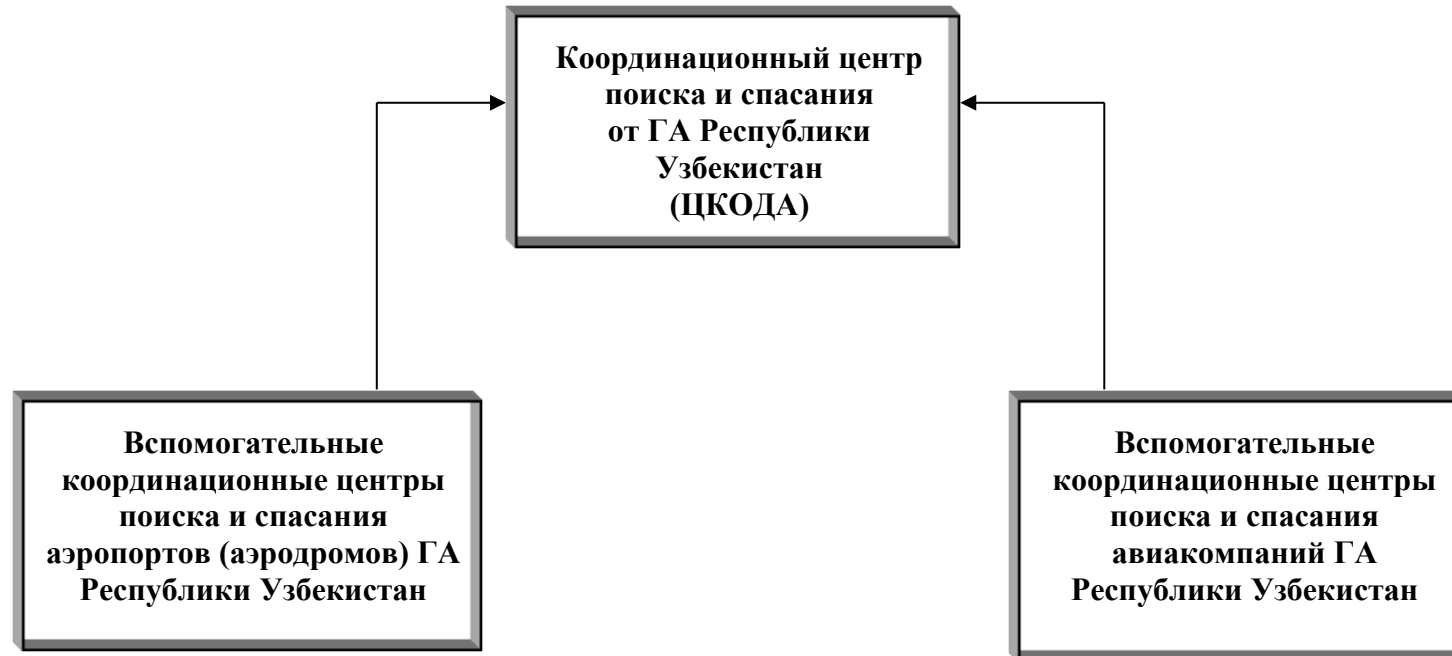 Координационный центр
поиска и спасания
от ГА Республики
Узбекистан
(ЦКОДА)
Вспомогательные
координационные центры
поиска и спасания
аэропортов (аэродромов) ГА
Республики Узбекистан
Вспомогательные
координационные центры
поиска и спасания
авиакомпаний ГА
Республики Узбекистан